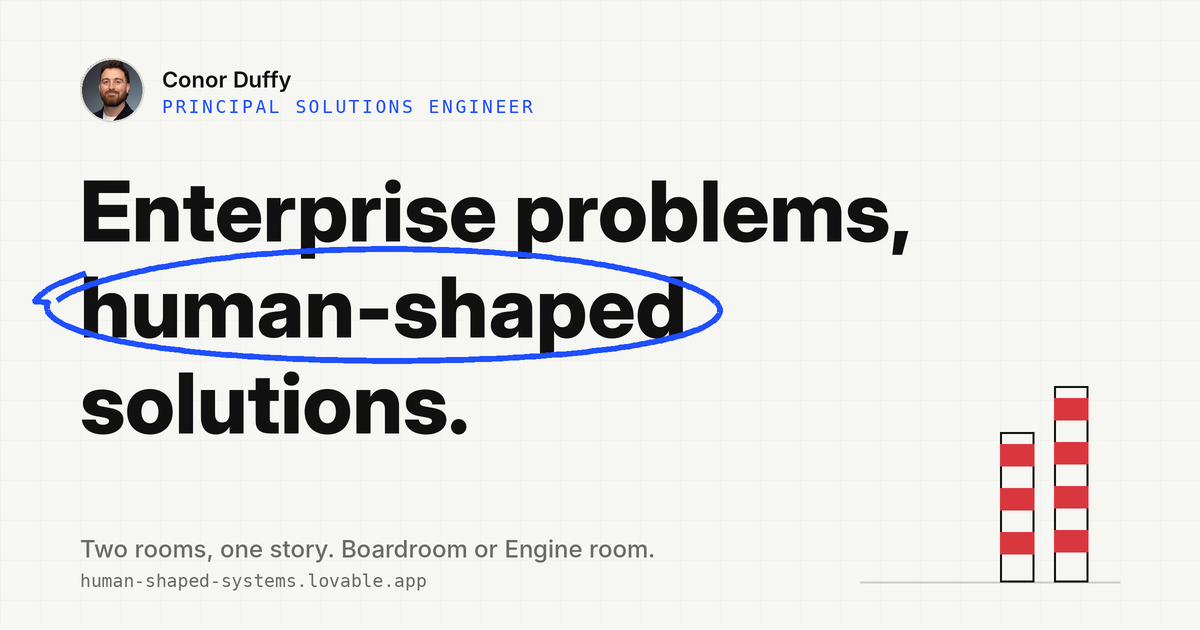 Conor Duffy
PRINCIPAL SOLUTIONS ENGINEER
Enterprise problems,
human-shaped
solutions.
Two rooms, one story. Boardroom or Engine room.
human-shaped-systems.lovable.app